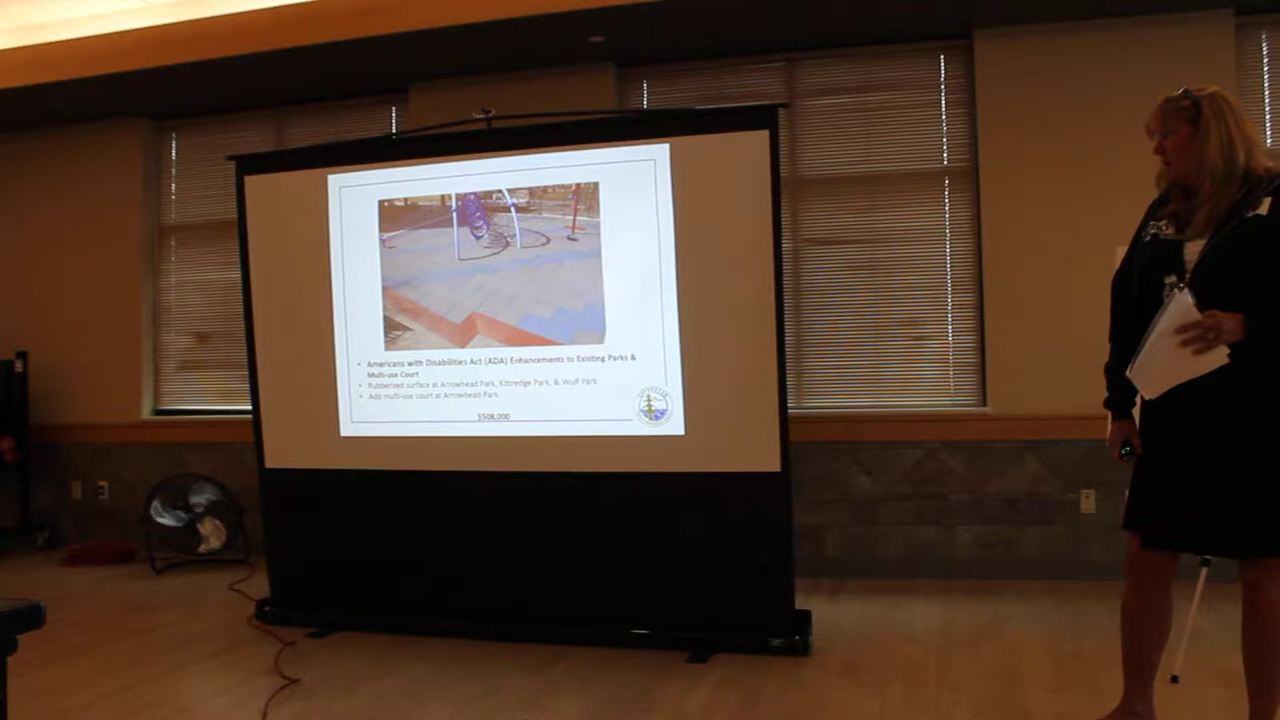 • Americans with Disabilities Act (ADA) Enhancements to Existing Parks &
Multi-use Court
• Rubberized surface at Arrowhead Park, Kittredge Park, & Wulf Park
• Add multi-use court at Arrowhead Park
$508,000